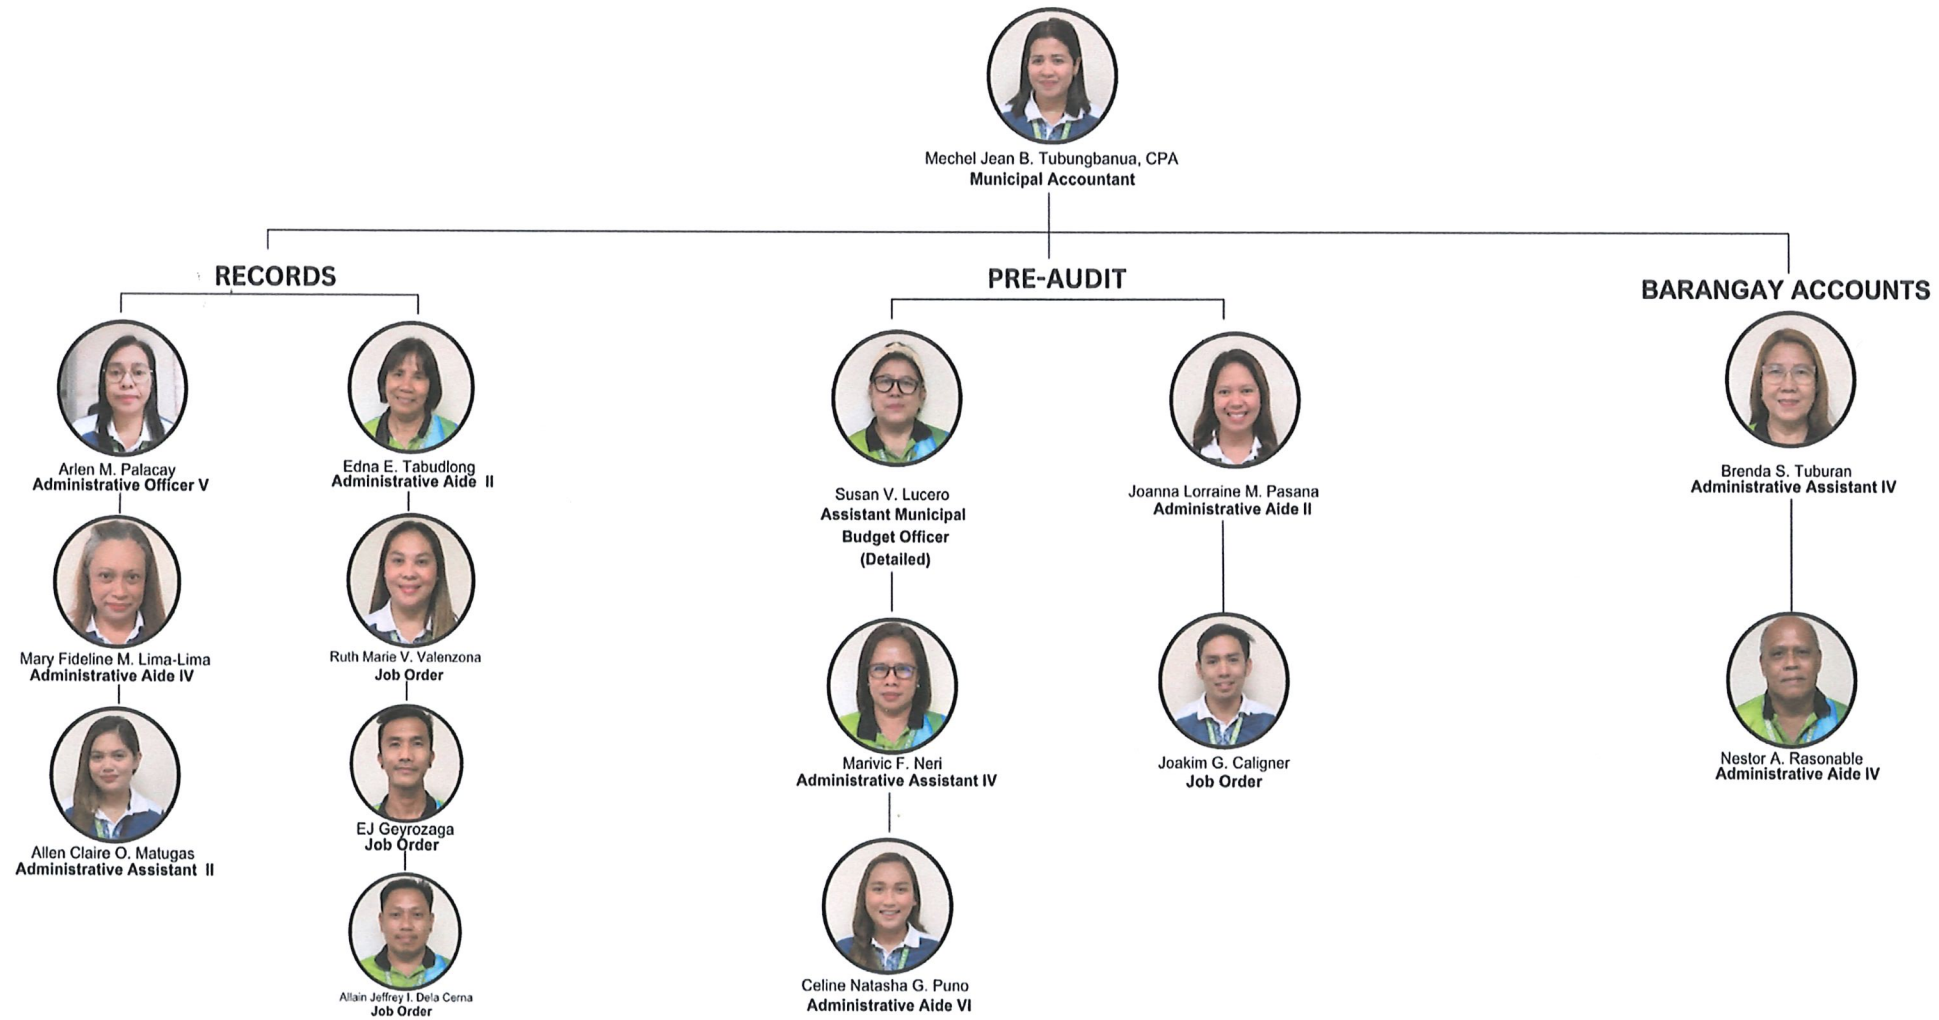 Mechel Jean B. Tubungbanua, CPA
Municipal Accountant
RECORDS
Arlen M. Palacay
Administrative Officer V
Mary Fideline M. Lima-Lima
Administrative Aide IV
Allen Claire O. Matugas
Administrative Assistant II
Edna E. Tabudlong
Administrative Aide II
Ruth Marie V. Valenzona
Job Order
EJ Geyrozaga
Job Order
Allain Jeffrey I. Dela Cerna
Job Order
PRE-AUDIT
Susan V. Lucero
Assistant Municipal
Budget Officer
(Detailed)
Marivic F. Neri
Administrative Assistant IV
Celine Natasha G. Puno
Administrative Aide VI
Joanna Lorraine M. Pasana
Administrative Aide II
Joakim G. Caligner
Job Order
BARANGAY ACCOUNTS
Brenda S. Tuburan
Administrative Assistant IV
Nestor A. Rasonable
Administrative Aide IV